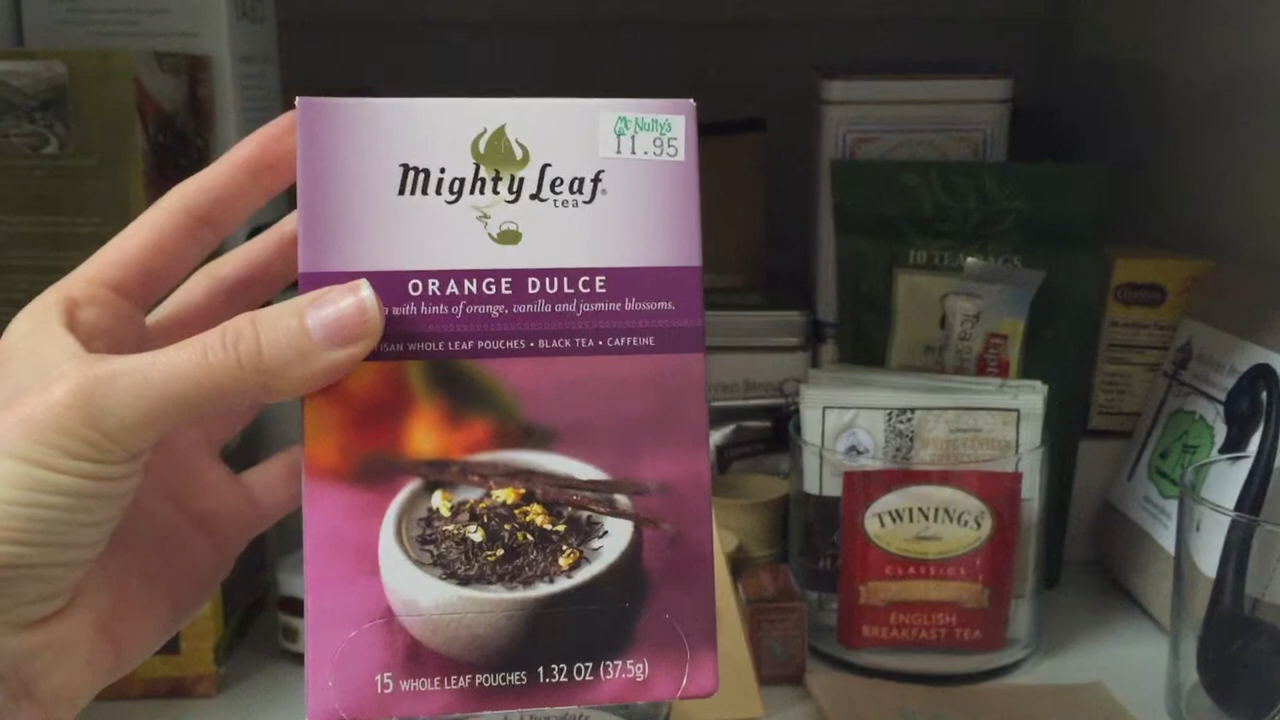 McNulty's
11.95
Mighty Leaf®
tea
ORANGE DULCE
with hints of orange, vanilla and jasmine blossoms.
WHOLE LEAF POUCHES • BLACK TEA • CAFFEINE
15 WHOLE LEAF POUCHES 1.32 OZ (37.5g)
10 TEA BAGS
TWININGS
London
CLASSICS
ENGLISH
BREAKFAST TEA